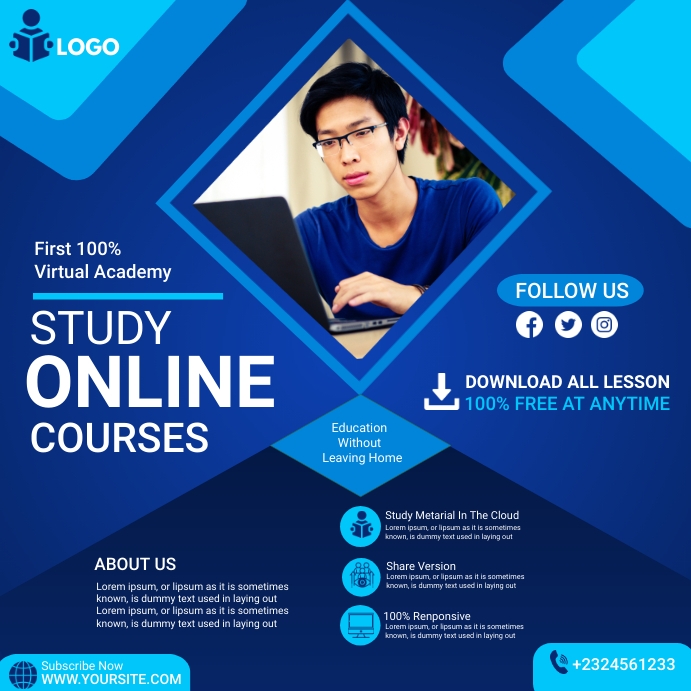 LOGO
First 100%
Virtual Academy
STUDY
ONLINE
COURSES
FOLLOW US
DOWNLOAD ALL LESSON
100% FREE AT ANYTIME
Education
Without
Leaving Home
Study Metarial In The Cloud
Lorem ipsum, or lipsum as it is sometimes
known, is dummy text used in laying out
Share Version
Lorem ipsum, or lipsum as it is sometimes
known, is dummy text used in laying out
100% Renponsive
Lorem ipsum, or lipsum as it is sometimes
known, is dummy text used in laying out
ABOUT US
Lorem ipsum, or lipsum as it is sometimes
known, is dummy text used in laying out
Lorem ipsum, or lipsum as it is sometimes
known, is dummy text used in laying out
Subscribe Now
WWW.YOURSITE.COM
+2324561233